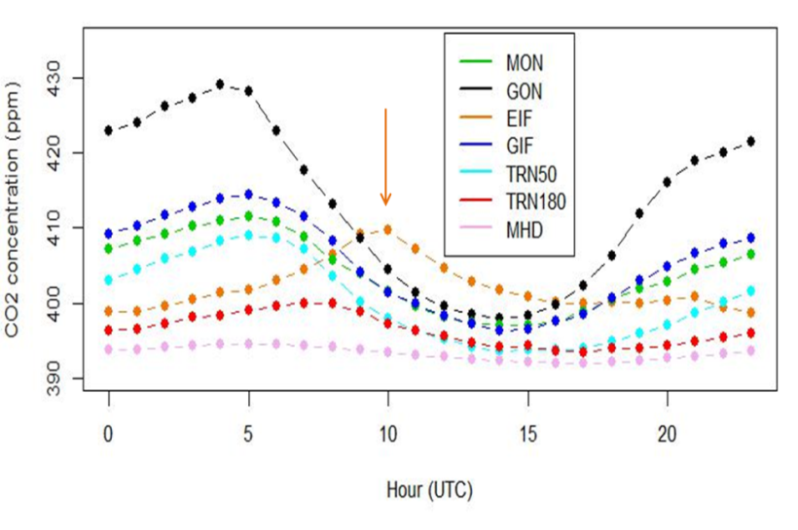 CO2 concentration (ppm)
430
420
410
400
390
MON
GON
EIF
GIF
TRN50
TRN180
MHD
0 5 10 15 20
Hour (UTC)